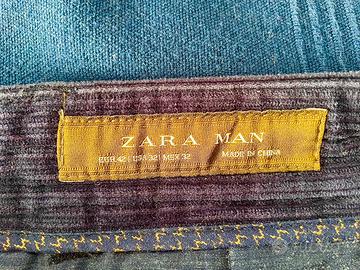 ZARA MAN
EUR 42 | USA 32 | MEX 32 MADE IN CHINA